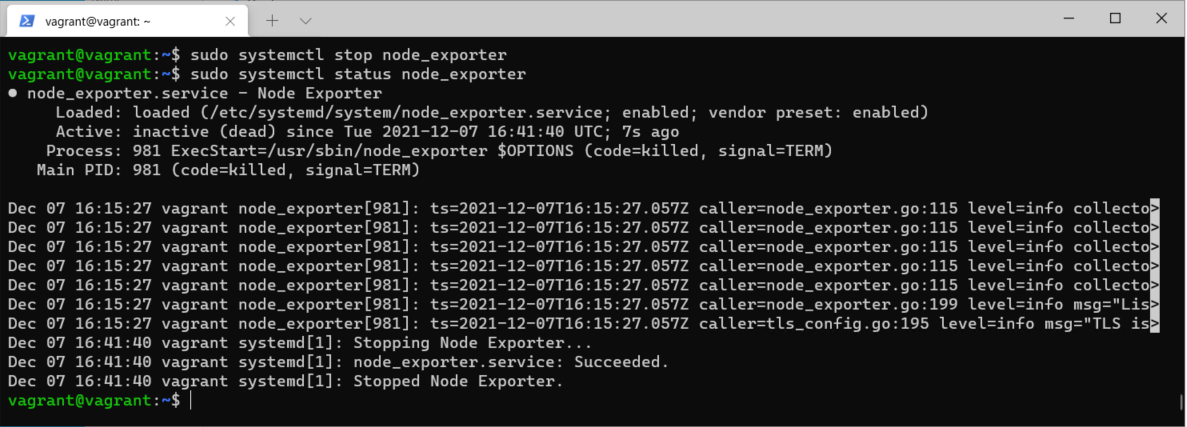 vagrant@vagrant: ~
vagrant@vagrant:~$ sudo systemctl stop node_exporter
vagrant@vagrant:~$ sudo systemctl status node_exporter
● node_exporter.service - Node Exporter
Loaded: loaded (/etc/systemd/system/node_exporter.service; enabled; vendor preset: enabled)
Active: inactive (dead) since Tue 2021-12-07 16:41:40 UTC; 7s ago
Process: 981 ExecStart=/usr/sbin/node_exporter $OPTIONS (code=killed, signal=TERM)
Main PID: 981 (code=killed, signal=TERM)
Dec 07 16:15:27 vagrant node_exporter[981]: ts=2021-12-07T16:15:27.057Z caller=node_exporter.go:115 level=info collecto>
Dec 07 16:15:27 vagrant node_exporter[981]: ts=2021-12-07T16:15:27.057Z caller=node_exporter.go:115 level=info collecto>
Dec 07 16:15:27 vagrant node_exporter[981]: ts=2021-12-07T16:15:27.057Z caller=node_exporter.go:115 level=info collecto>
Dec 07 16:15:27 vagrant node_exporter[981]: ts=2021-12-07T16:15:27.057Z caller=node_exporter.go:115 level=info collecto>
Dec 07 16:15:27 vagrant node_exporter[981]: ts=2021-12-07T16:15:27.057Z caller=node_exporter.go:115 level=info collecto>
Dec 07 16:15:27 vagrant node_exporter[981]: ts=2021-12-07T16:15:27.057Z caller=node_exporter.go:199 level=info msg="Lis>
Dec 07 16:15:27 vagrant node_exporter[981]: ts=2021-12-07T16:15:27.057Z caller=tls_config.go:195 level=info msg="TLS is>
Dec 07 16:41:40 vagrant systemd[1]: Stopping Node Exporter...
Dec 07 16:41:40 vagrant systemd[1]: node_exporter.service: Succeeded.
Dec 07 16:41:40 vagrant systemd[1]: Stopped Node Exporter.
vagrant@vagrant:~$